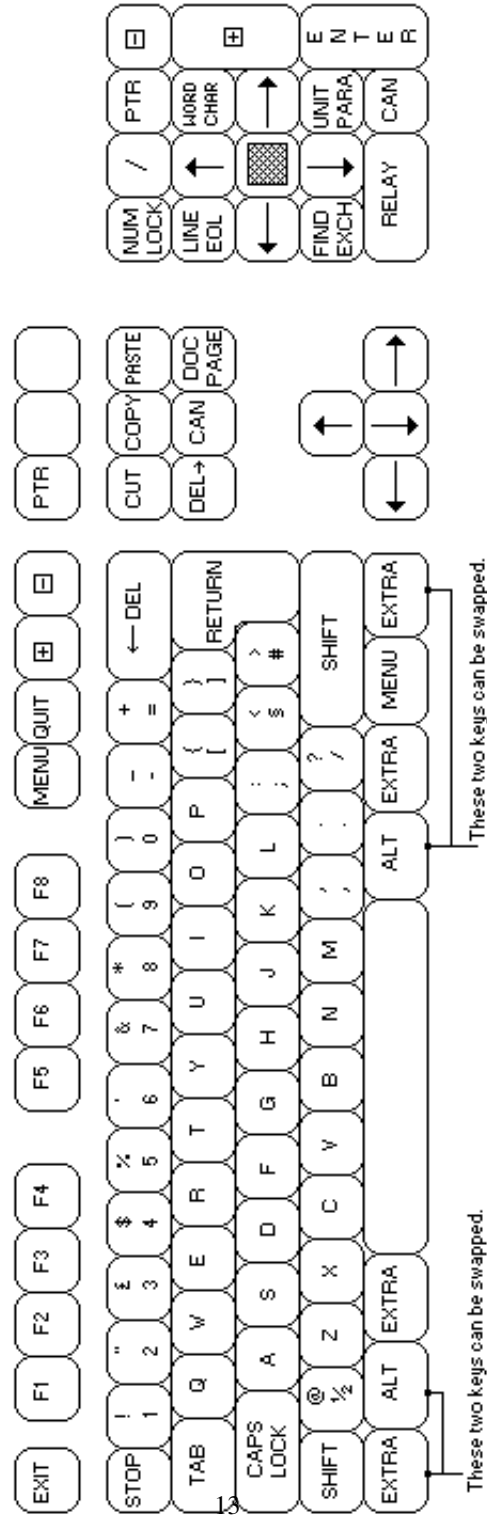 EXIT F1 F2 F3 F4 F5 F6 F7 F8 MENU QUIT + - PTR
! " £ $ % ' & * ( ) - +
STOP 1 2 3 4 5 6 7 8 9 0 - = ← DEL CUT COPY PASTE NUM LOCK / PTR -
TAB Q W E R T Y U I O P { [ } ] RETURN DEL→ CAN DOC PAGE LINE EOL ↑ WORD CHAR +
CAPS LOCK A S D F G H J K L : ; < § > # ← →
SHIFT @ ½ Z X C V B N M , . ? / SHIFT ↑ FIND EXCH ↓ UNIT PARA ENTER
EXTRA ALT EXTRA ALT EXTRA MENU EXTRA ← ↓ → RELAY CAN
These two keys can be swapped.
These two keys can be swapped.
13